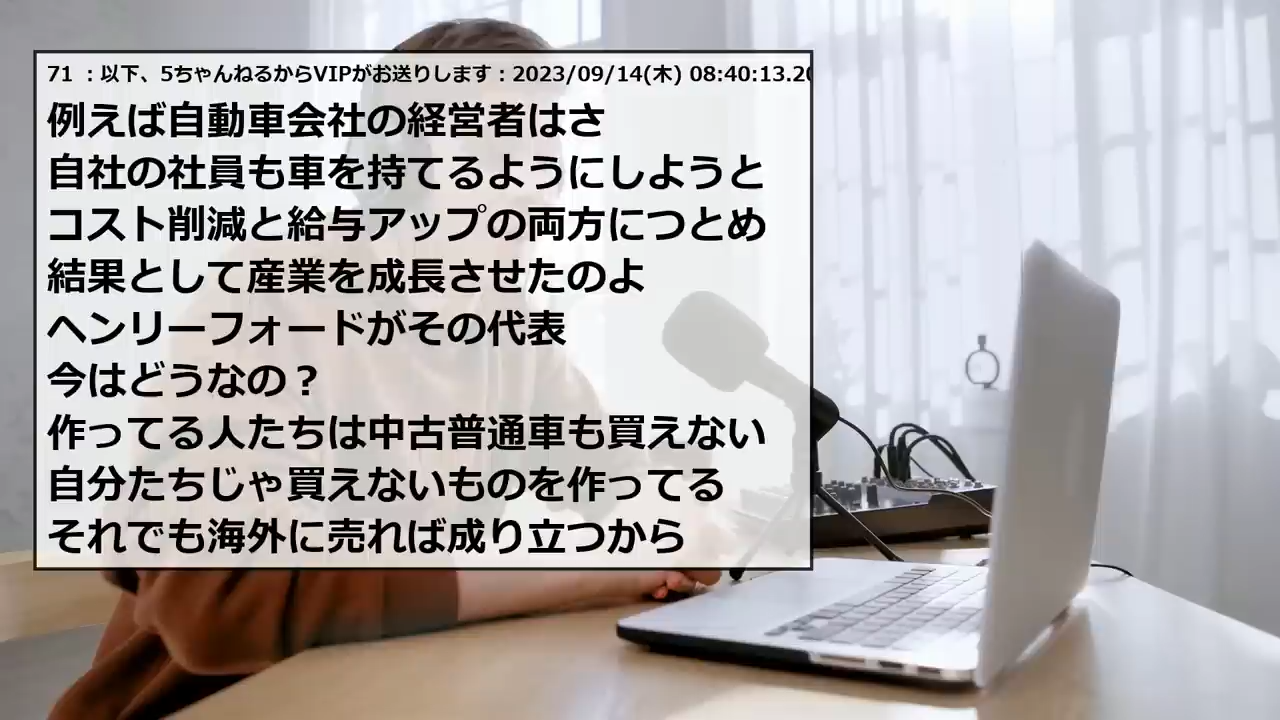 71 ：以下、5ちゃんねるからVIPがお送りします：2023/09/14(木) 08:40:13.20
例えば自動車会社の経営者はさ
自社の社員も車を持てるようにしようと
コスト削減と給与アップの両方につとめ
結果として産業を成長させたのよ
ヘンリーフォードがその代表
今はどうなの？
作ってる人たちは中古普通車も買えない
自分たちじゃ買えないものを作ってる
それでも海外に売れば成り立つから